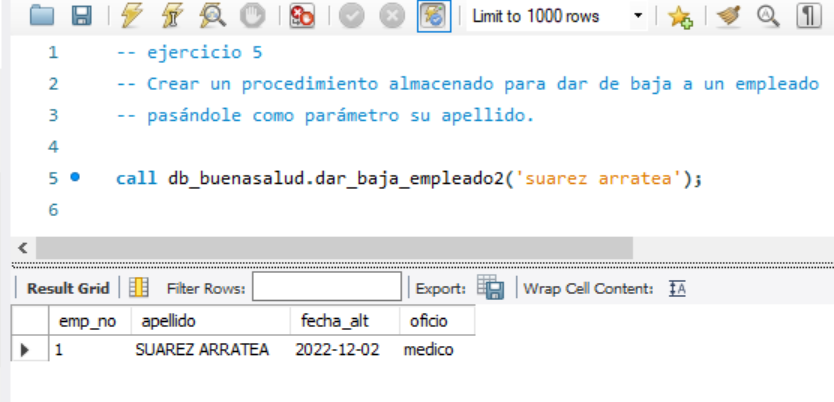 Limit to 1000 rows
1 -- ejercicio 5
2 -- Crear un procedimiento almacenado para dar de baja a un empleado
3 -- pasándole como parámetro su apellido.
4
5 call db_buenasalud.dar_baja_empleado2('suarez arratea');
6
Result Grid Filter Rows: Export: Wrap Cell Content: IA
emp_no apellido fecha_alt oficio
1 SUAREZ ARRATEA 2022-12-02 medico